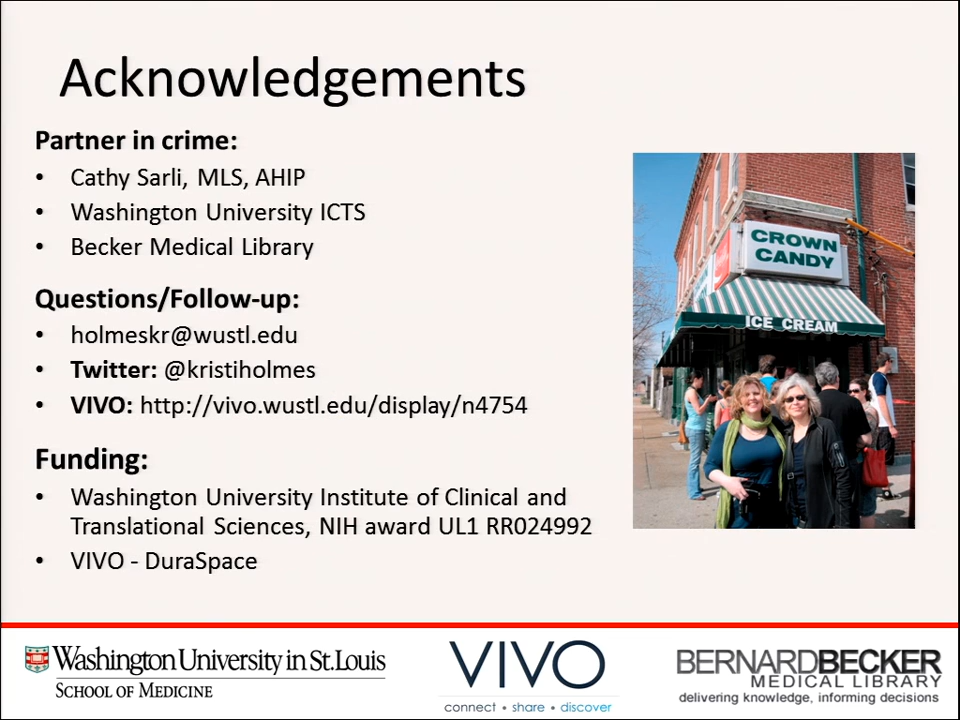 Acknowledgements
Partner in crime:
• Cathy Sarli, MLS, AHIP
• Washington University ICTS
• Becker Medical Library
Questions/Follow-up:
• holmeskr@wustl.edu
• Twitter: @kristiholmes
• VIVO: http://vivo.wustl.edu/display/n4754
Funding:
• Washington University Institute of Clinical and
Translational Sciences, NIH award UL1 RR024992
• VIVO - DuraSpace
CROWN
CANDY
ICE CREAM
Washington University in St. Louis
SCHOOL OF MEDICINE
VIVO
connect • share • discover
BERNARDBECKER
MEDICAL LIBRARY
delivering knowledge, informing decisions